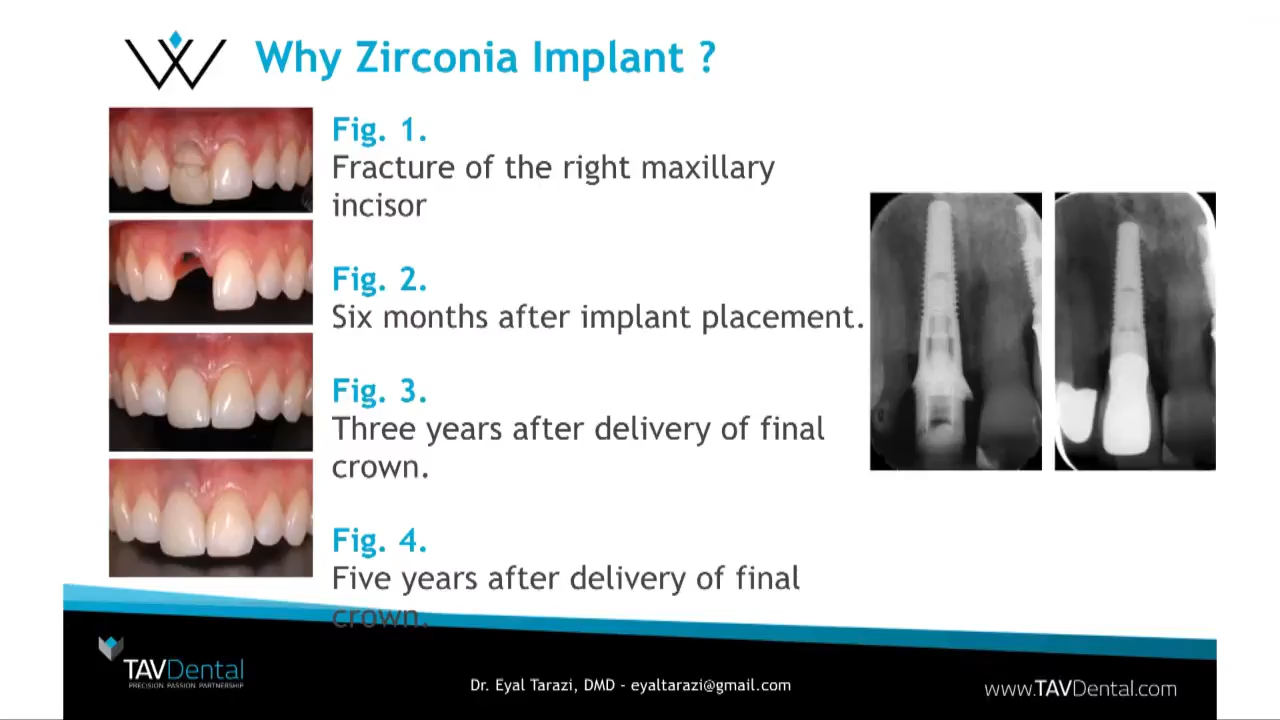 Why Zirconia Implant ?
Fig. 1.
Fracture of the right maxillary
incisor
Fig. 2.
Six months after implant placement.
Fig. 3.
Three years after delivery of final
crown.
Fig. 4.
Five years after delivery of final
crown.
TAVDental
PRECISION. PASSION. PARTNERSHIP
Dr. Eyal Tarazi, DMD - eyaltarazi@gmail.com
www.TAVDental.com